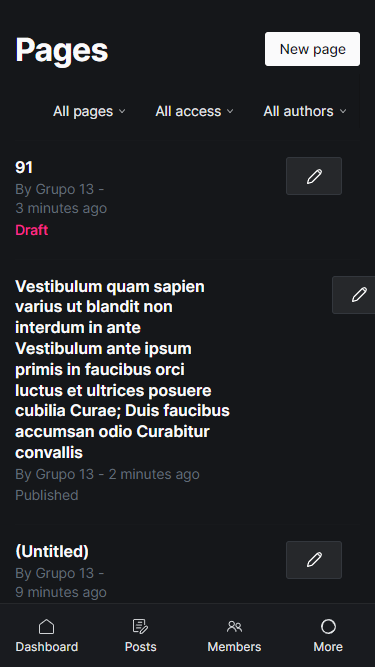 Pages
New page
All pages
All access
All authors
91
By Grupo 13 -
3 minutes ago
Draft
Vestibulum quam sapien
varius ut blandit non
interdum in ante
Vestibulum ante ipsum
primis in faucibus orci
luctus et ultrices posuere
cubilia Curae; Duis faucibus
accumsan odio Curabitur
convallis
By Grupo 13 - 2 minutes ago
Published
(Untitled)
By Grupo 13 -
9 minutes ago
Dashboard
Posts
Members
More